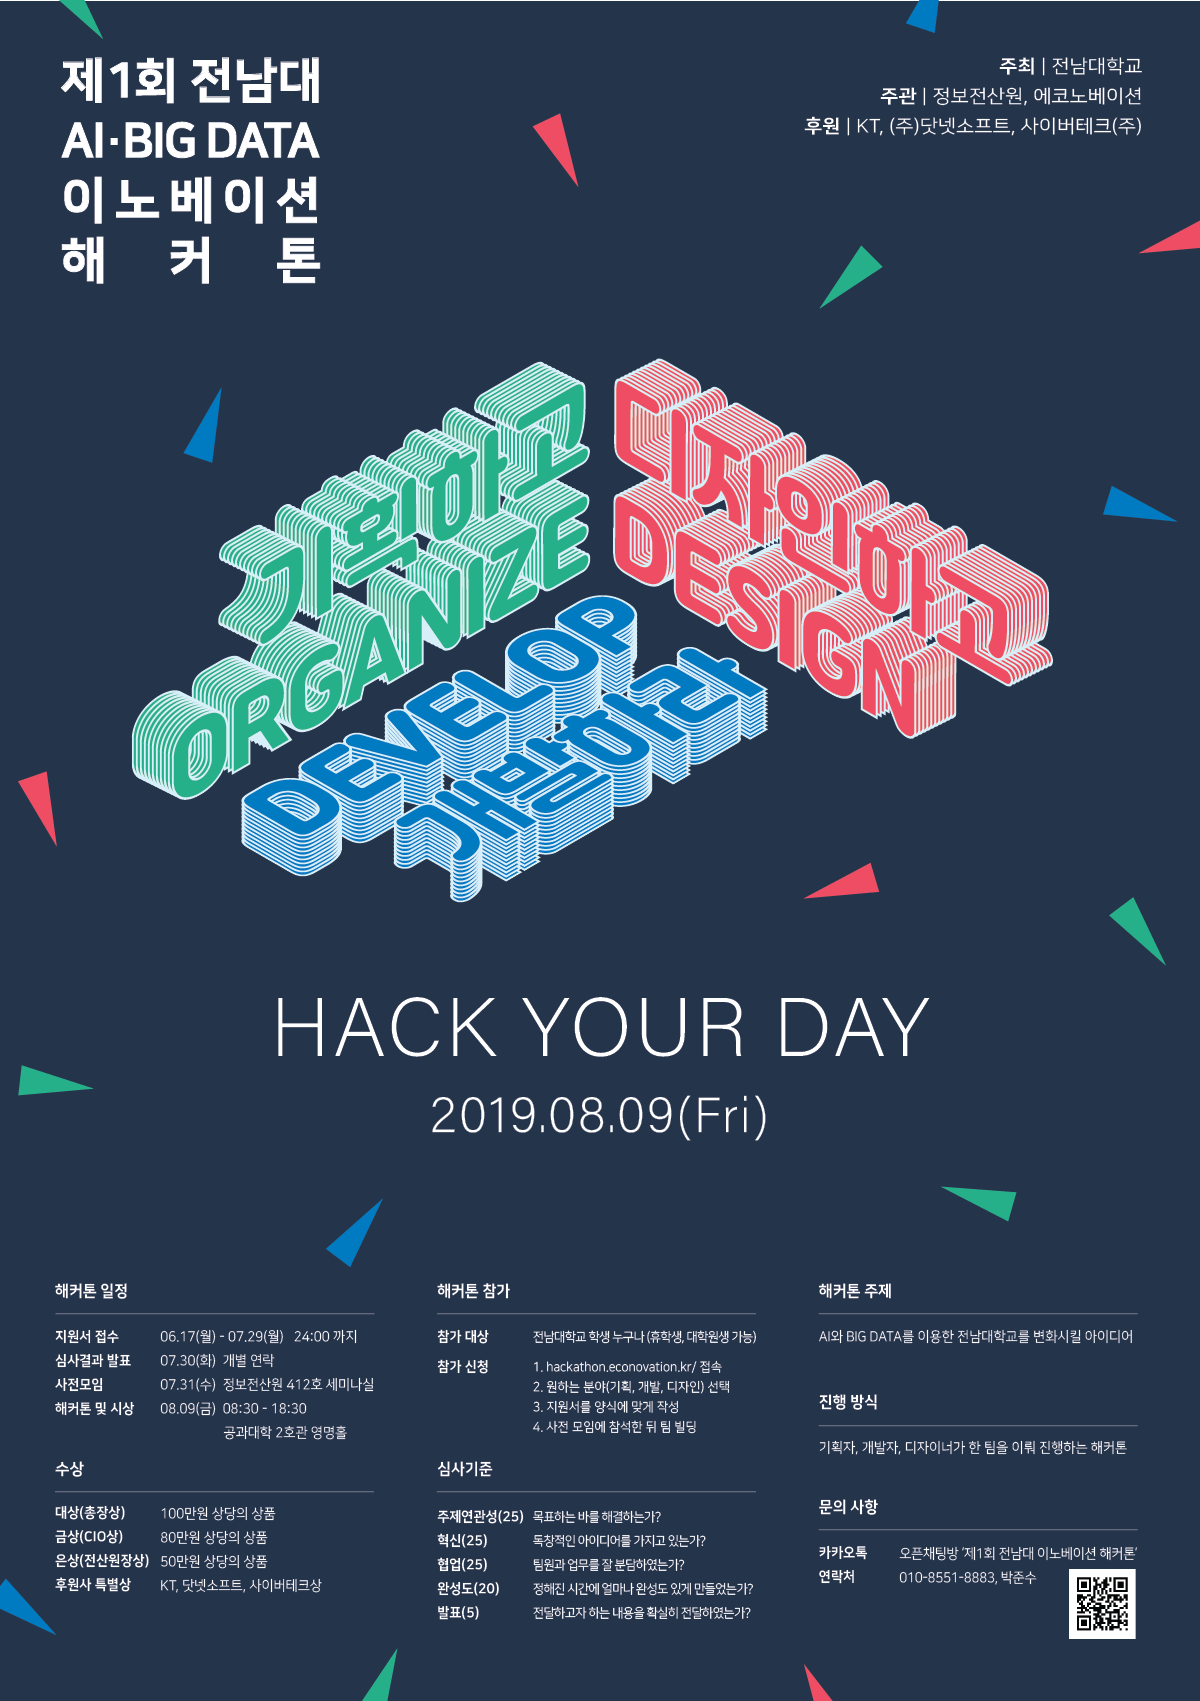 제1회 전남대
AI·BIG DATA
이노베이션
해커톤
주최 | 전남대학교
주관 | 정보전산원, 에코노베이션
후원 | KT, (주)닷넷소프트, 사이버테크(주)
기획하고
ORGANIZE
디자인하고
DESIGN
DEVELOP
개발하라
HACK YOUR DAY
2019.08.09(Fri)
해커톤 일정
지원서 접수 06.17(월) - 07.29(월) 24:00 까지
심사결과 발표 07.30(화) 개별 연락
사전모임 07.31(수) 정보전산원 412호 세미나실
해커톤 및 시상 08.09(금) 08:30 - 18:30
공과대학 2호관 영명홀
수상
대상(총장상) 100만원 상당의 상품
금상(CIO상) 80만원 상당의 상품
은상(전산원장상) 50만원 상당의 상품
후원사 특별상 KT, 닷넷소프트, 사이버테크상
해커톤 참가
참가 대상 전남대학교 학생 누구나 (휴학생, 대학원생 가능)
참가 신청 1. hackathon.econovation.kr/ 접속
2. 원하는 분야(기획, 개발, 디자인) 선택
3. 지원서를 양식에 맞게 작성
4. 사전 모임에 참석한 뒤 팀 빌딩
심사기준
주제연관성(25) 목표하는 바를 해결하는가?
혁신(25) 독창적인 아이디어를 가지고 있는가?
협업(25) 팀원과 업무를 잘 분담하였는가?
완성도(20) 정해진 시간에 얼마나 완성도 있게 만들었는가?
발표(5) 전달하고자 하는 내용을 확실히 전달하였는가?
해커톤 주제
AI와 BIG DATA를 이용한 전남대학교를 변화시킬 아이디어
진행 방식
기획자, 개발자, 디자이너가 한 팀을 이뤄 진행하는 해커톤
문의 사항
카카오톡 오픈채팅방 '제1회 전남대 이노베이션 해커톤'
연락처 010-8551-8883, 박준수